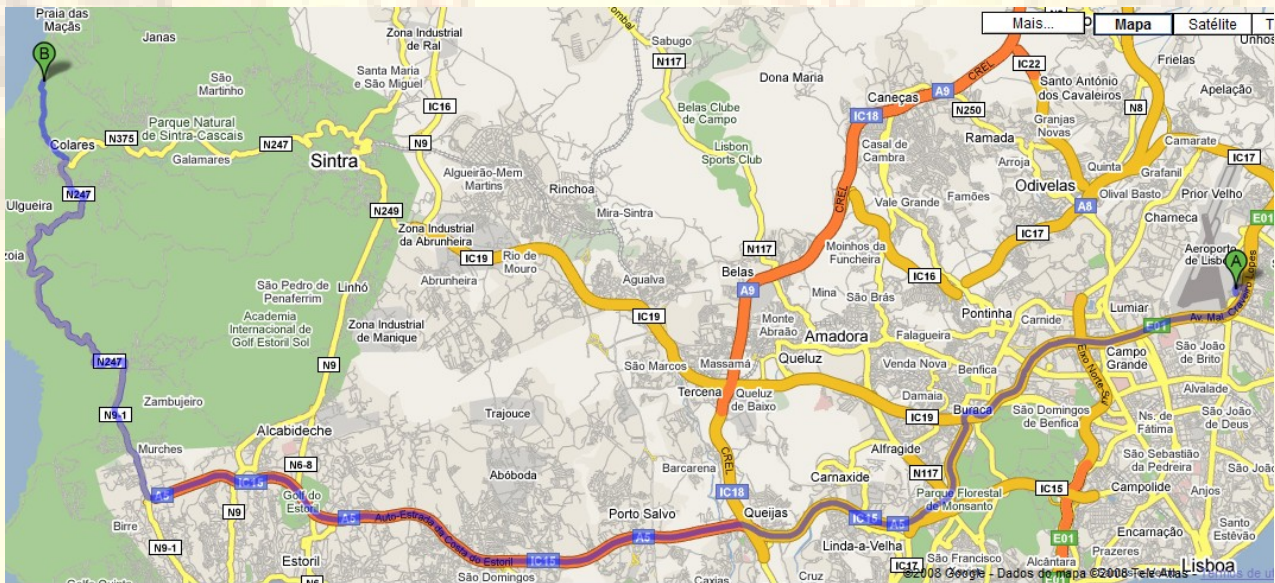 Praia das
Maçãs
Janas
B
São
Martinho
Zona Industrial
de Ral
Santa Maria
e São Miguel
IC16
N9
Sabugo
N117
Dona Maria
Belas Clube
de Campo
Lisbon
Sports Club
Mais...
Mapa
Satélite
IC22
CREL
A9
Caneças
IC18
N250
Santo António
dos Cavaleiros
Frielas
Apelação
N8
Granjas
Novas
Ramada
Camarate
IC17
Casal de
Cambra
Arroja
Quinta
Grafanil
Parque Natural
de Sintra-Cascais
N375
Colares
Galamares
N247
Sintra
Algueirão-Mem
Martins
Rinchoa
Mira-Sintra
CREL
Odivelas
Olival Basto
Prior Velho
Vale Grande
Famões
A8
Charneca
E01
N247
Ulgueira
N249
Zona Industrial
da Abrunheira
IC19
Rio de
Mouro
Abrunheira
Agualva
N117
Belas
A9
Moinhos da
Funcheira
IC17
IC16
Aeroporto
de Lisboa
A
São Pedro de
Penaferrim
Linhó
Academia
Internacional de
Golf Estoril Sol
Zona Industrial
de Manique
IC19
Mina
São Brás
Monte
Abraão
Amadora
Falagueira
Pontinha
Carnide
Lumiar
E01
Av. Mal. Craveiro Lopes
São João
de Brito
Campo
Grande
Eixo Norte-Sul
N247
N9
São Marcos
Massamá
Queluz
Venda Nova
Benfica
Tercena
Queluz
de Baixo
Damaia
Alvalade
N9-1
Zambujeiro
Trajouce
IC19
Buraca
São Domingos
de Benfica
Ns. de
Fátima
São João
de Deus
Murches
Alcabideche
N6-8
Abóboda
CREL
Barcarena
Alfragide
Carnaxide
N117
São Sebastião
da Pedreira
A5
IC15
Golf do
Estoril
IC18
Parque Florestal
de Monsanto
IC15
Campolide
Anjos
Birre
N9
A5
Auto-Estrada da Costa do Estoril
Porto Salvo
Queijas
IC15
A5
E01
Encarnação
Santo
Estêvão
N9-1
Estoril
IC15
A5
Linda-a-Velha
São Francisco
Prazeres
Lisboa
N6
São Domingos
Caxias
Cruz
IC17
Alcântara
©2008 Google - Dados do mapa ©2008 Tele Atlas - Termos de